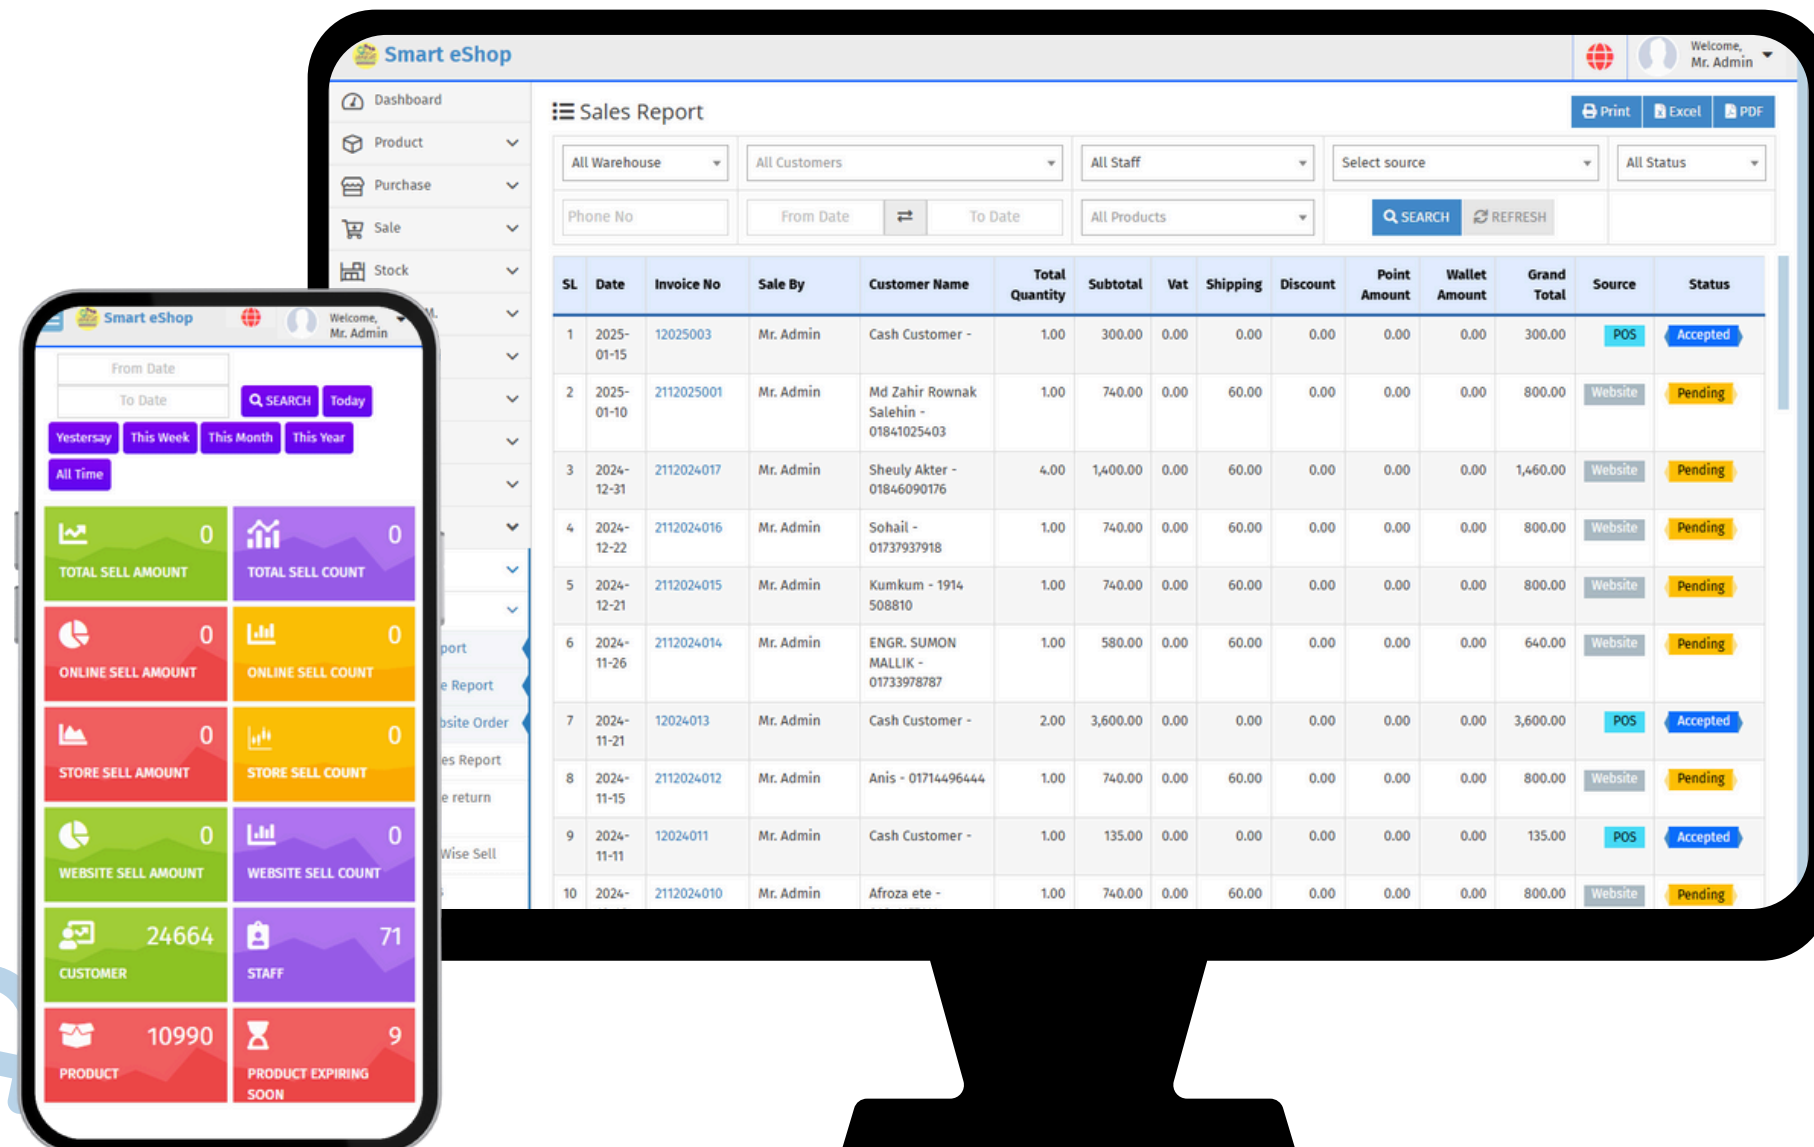 Smart eShop
Welcome,
Mr. Admin
Dashboard
Product
Purchase
Sale
Stock
M.
port
e Report
bsite Order
es Report
e return
Wise Sell
Sales Report
Print Excel PDF
All Warehouse All Customers All Staff Select source All Status
Phone No From Date To Date All Products SEARCH REFRESH
SL Date Invoice No Sale By Customer Name Total Quantity Subtotal Vat Shipping Discount Point Amount Wallet Amount Grand Total Source Status
1 2025-01-15 12025003 Mr. Admin Cash Customer - 1.00 300.00 0.00 0.00 0.00 0.00 0.00 300.00 POS Accepted
2 2025-01-10 2112025001 Mr. Admin Md Zahir Rownak Salehin - 01841025403 1.00 740.00 0.00 60.00 0.00 0.00 0.00 800.00 Website Pending
3 2024-12-31 2112024017 Mr. Admin Sheuly Akter - 01846090176 4.00 1,400.00 0.00 60.00 0.00 0.00 0.00 1,460.00 Website Pending
4 2024-12-22 2112024016 Mr. Admin Sohail - 01737937918 1.00 740.00 0.00 60.00 0.00 0.00 0.00 800.00 Website Pending
5 2024-12-21 2112024015 Mr. Admin Kumkum - 1914 508810 1.00 740.00 0.00 60.00 0.00 0.00 0.00 800.00 Website Pending
6 2024-11-26 2112024014 Mr. Admin ENGR. SUMON MALLIK - 01733978787 1.00 580.00 0.00 60.00 0.00 0.00 0.00 640.00 Website Pending
7 2024-11-21 12024013 Mr. Admin Cash Customer - 2.00 3,600.00 0.00 0.00 0.00 0.00 0.00 3,600.00 POS Accepted
8 2024-11-15 2112024012 Mr. Admin Anis - 01714496444 1.00 740.00 0.00 60.00 0.00 0.00 0.00 800.00 Website Pending
9 2024-11-11 12024011 Mr. Admin Cash Customer - 1.00 135.00 0.00 0.00 0.00 0.00 0.00 135.00 POS Accepted
10 2024- 2112024010 Mr. Admin Afroza ete - 1.00 740.00 0.00 60.00 0.00 0.00 0.00 800.00 Website Pending
Smart eShop
Welcome,
Mr. Admin
From Date
To Date SEARCH Today
Yestersay This Week This Month This Year
All Time
0 0
TOTAL SELL AMOUNT TOTAL SELL COUNT
0 0
ONLINE SELL AMOUNT ONLINE SELL COUNT
0 0
STORE SELL AMOUNT STORE SELL COUNT
0 0
WEBSITE SELL AMOUNT WEBSITE SELL COUNT
24664 71
CUSTOMER STAFF
10990 9
PRODUCT PRODUCT EXPIRING
SOON